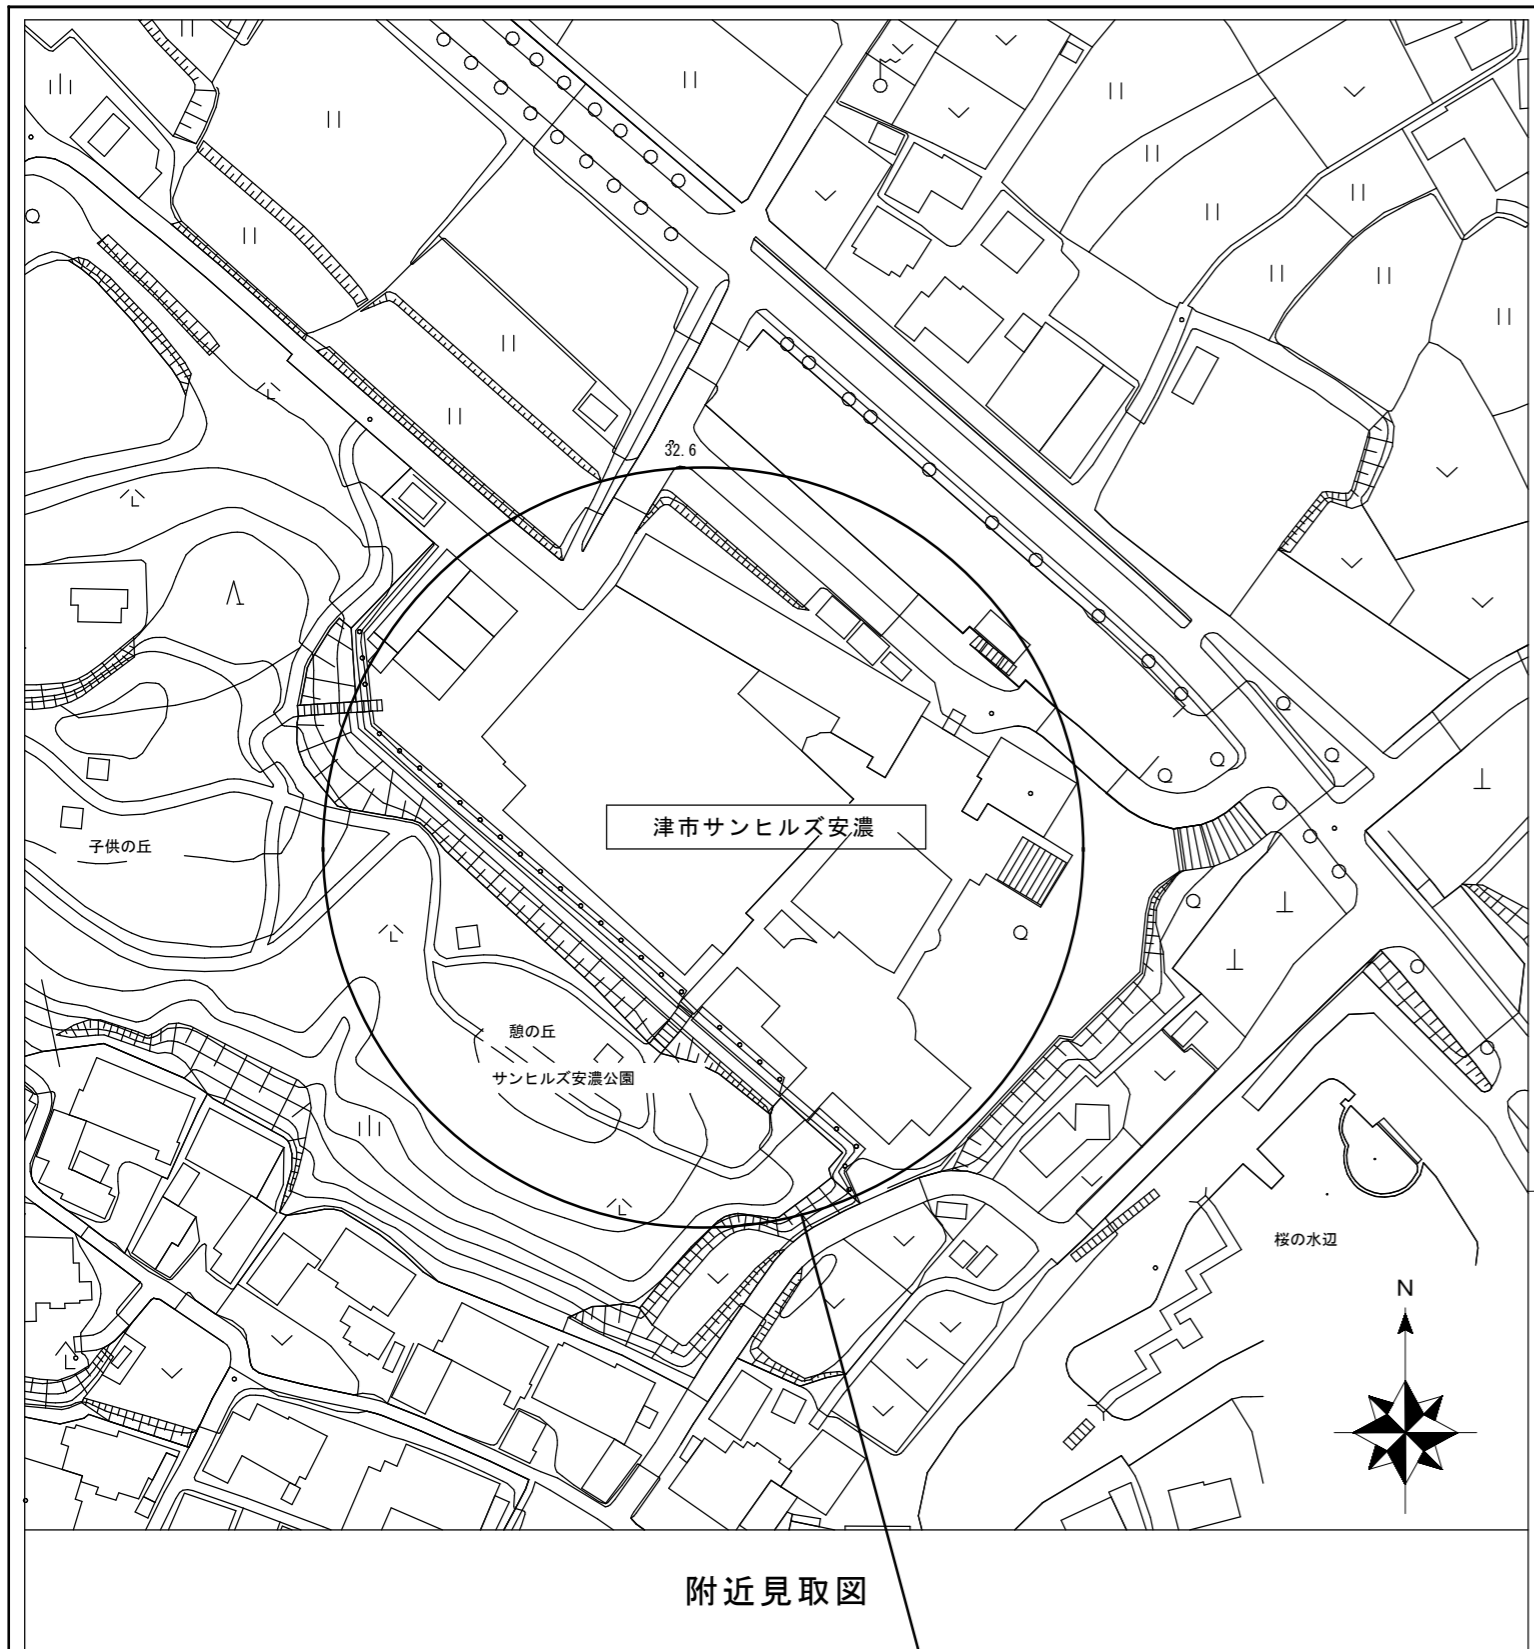 32.6
津市サンヒルズ安濃
子供の丘
憩の丘
サンヒルズ安濃公園
桜の水辺
N
附近見取図